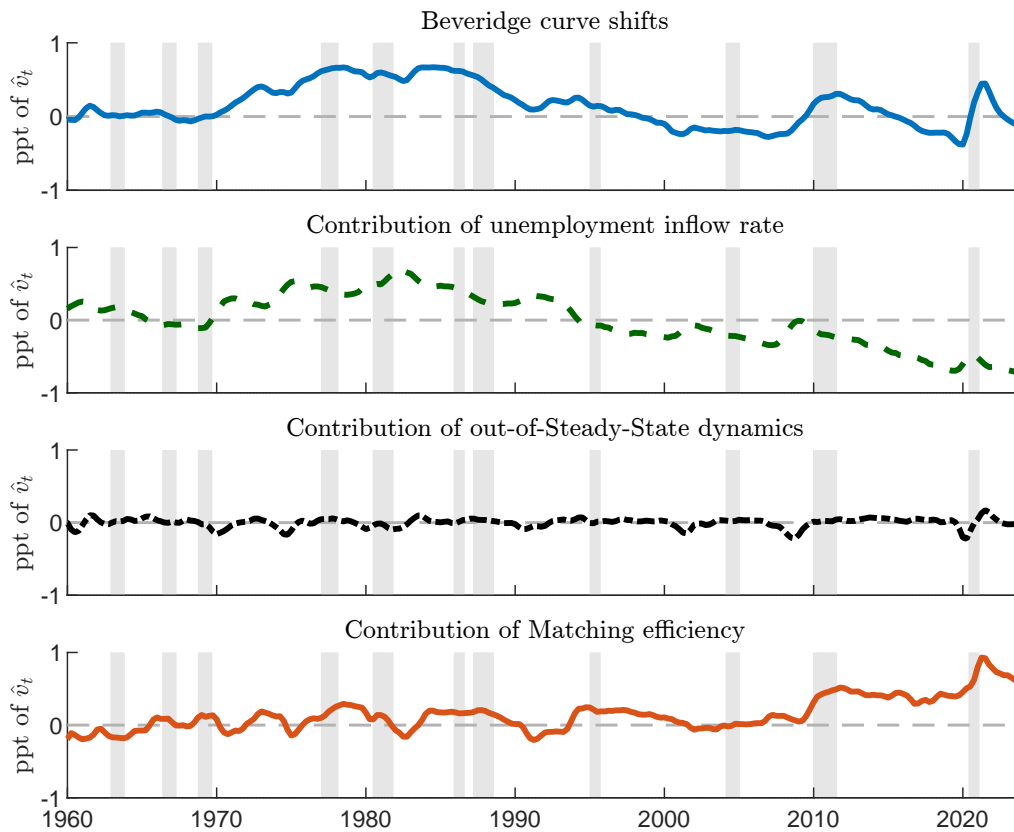 Beveridge curve shifts
1
0
-1
ppt of v̂ₜ
Contribution of unemployment inflow rate
1
0
-1
ppt of v̂ₜ
Contribution of out-of-Steady-State dynamics
1
0
-1
ppt of v̂ₜ
Contribution of Matching efficiency
1
0
-1
ppt of v̂ₜ
1960 1970 1980 1990 2000 2010 2020